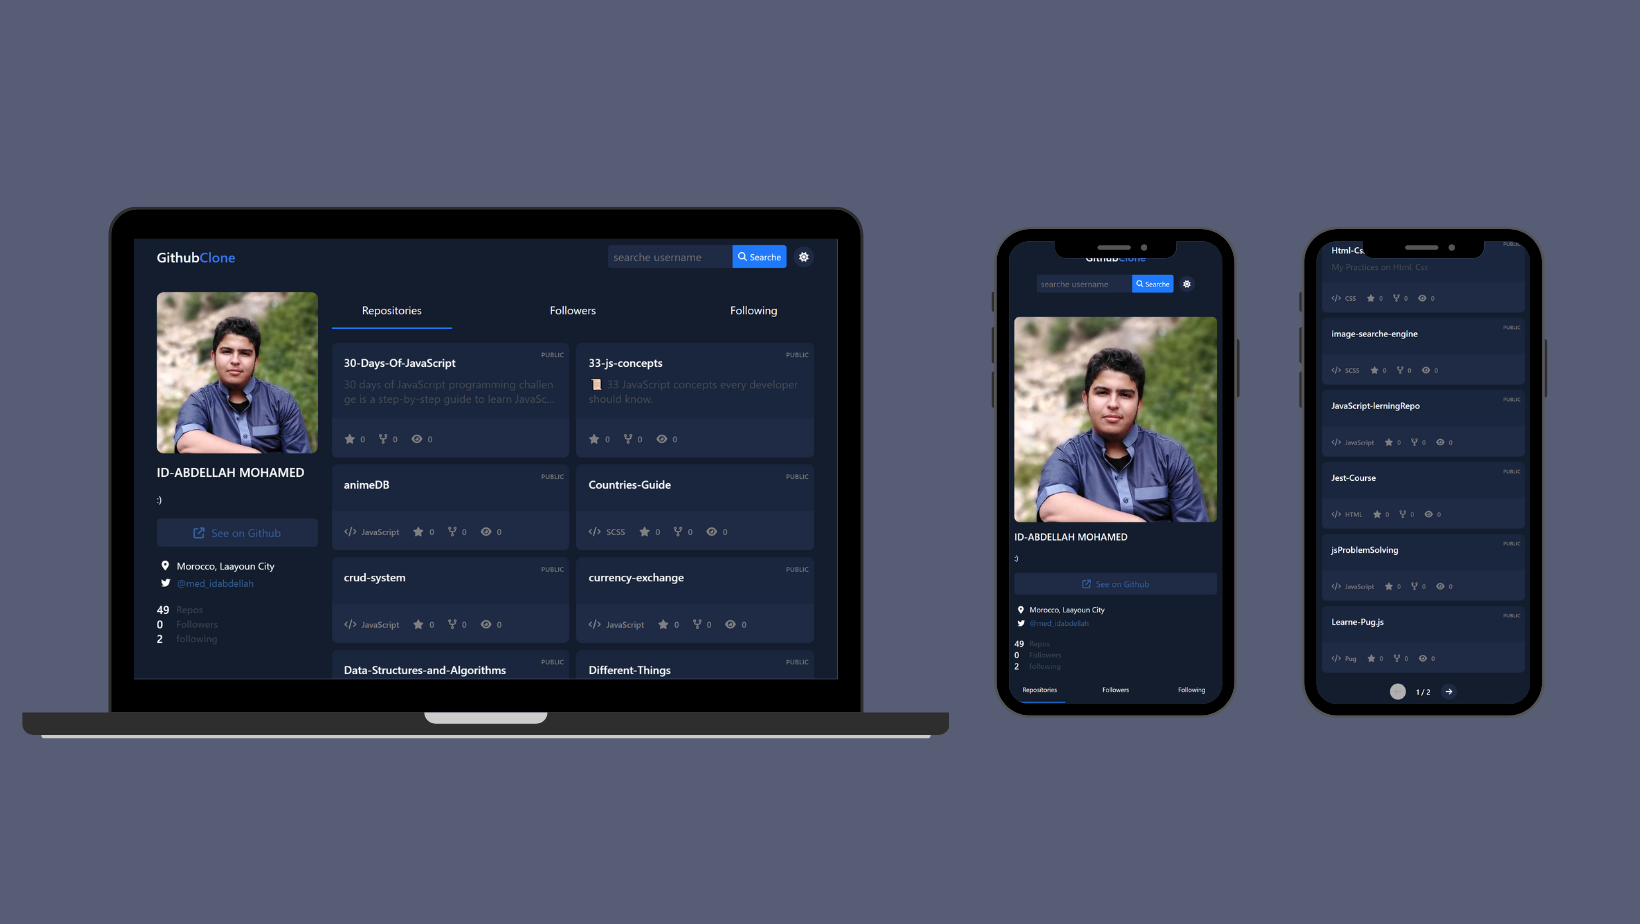 GithubClone
searche username
Searche
Repositories
Followers
Following
30-Days-Of-JavaScript
PUBLIC
30 days of JavaScript programming challen
ge is a step-by-step guide to learn JavaSc...
0 0 0
33-js-concepts
PUBLIC
📜 33 JavaScript concepts every developer
should know.
0 0 0
ID-ABDELLAH MOHAMED
:)
See on Github
Morocco, Laayoun City
@med_idabdellah
49 Repos
0 Followers
2 following
animeDB
PUBLIC
JavaScript 0 0 0
Countries-Guide
PUBLIC
SCSS 0 0 0
crud-system
PUBLIC
JavaScript 0 0 0
currency-exchange
PUBLIC
JavaScript 0 0 0
Data-Structures-and-Algorithms
PUBLIC
Different-Things
PUBLIC
GithubClone
searche username
Searche
ID-ABDELLAH MOHAMED
:)
See on Github
Morocco, Laayoun City
@med_idabdellah
49 Repos
0 Followers
2 following
Repositories
Followers
Following
My Practices on Html, Css
CSS 0 0 0
image-searche-engine
PUBLIC
SCSS 0 0 0
JavaScript-lerningRepo
PUBLIC
JavaScript 0 0 0
Jest-Course
PUBLIC
HTML 0 0 0
jsProblemSolving
PUBLIC
JavaScript 0 0 0
Learne-Pug.js
PUBLIC
Pug 0 0 0
1 / 2